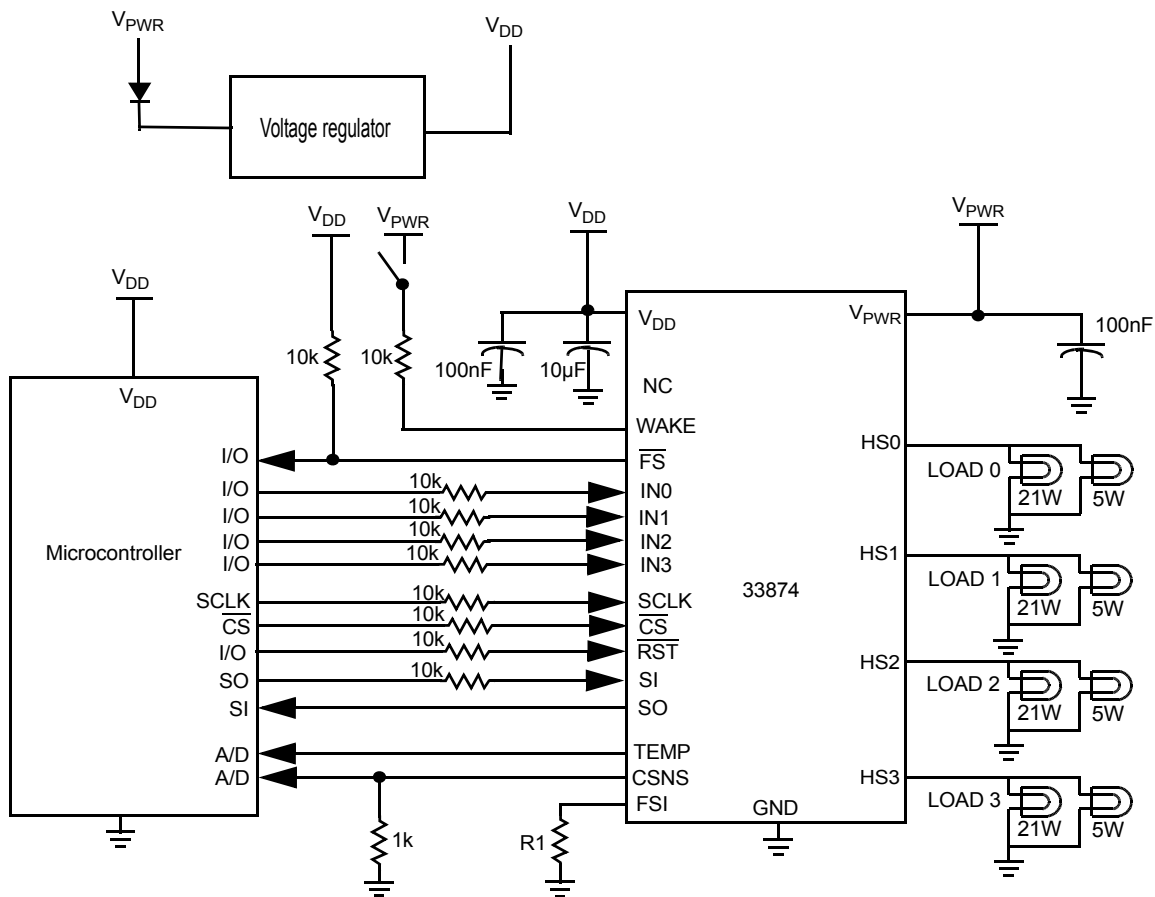 VPWR
VDD
Voltage regulator
VDD
VPWR
VDD
VPWR
VDD
VDD
VPWR
100nF
10k
10k
100nF
10µF
VDD
NC
WAKE
HS0
I/O
FS
LOAD 0
21W
5W
I/O
10k
IN0
I/O
10k
IN1
I/O
10k
IN2
I/O
10k
IN3
Microcontroller
33874
HS1
LOAD 1
21W
5W
SCLK
10k
SCLK
CS
10k
CS
I/O
10k
RST
SO
10k
SI
SI
SO
HS2
LOAD 2
21W
5W
A/D
TEMP
A/D
CSNS
FSI
HS3
LOAD 3
21W
5W
GND
1k
R1